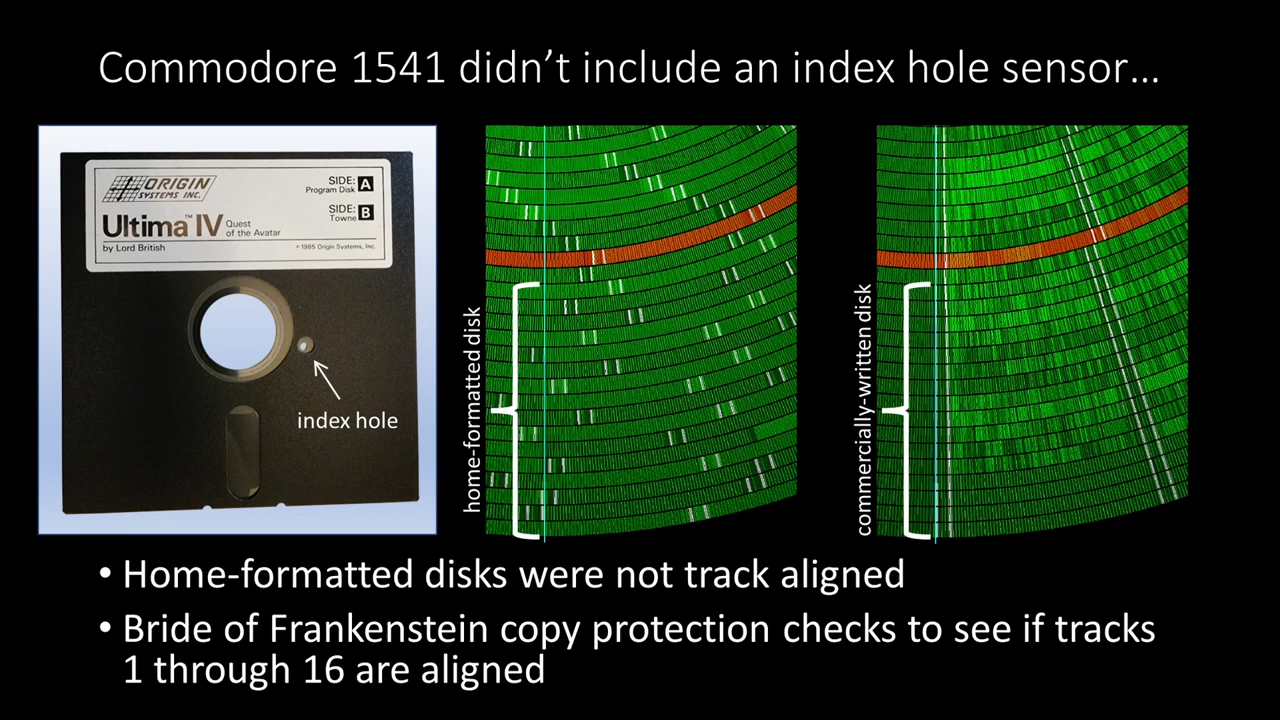 Commodore 1541 didn’t include an index hole sensor…
ORIGIN
SYSTEMS INC.
SIDE: A
Program Disk
SIDE: B
Towne
Ultima™ IV Quest
of the Avatar
by Lord British
© 1985 Origin Systems, Inc.
index hole
home-formatted disk
commercially-written disk
• Home-formatted disks were not track aligned
• Bride of Frankenstein copy protection checks to see if tracks
1 through 16 are aligned